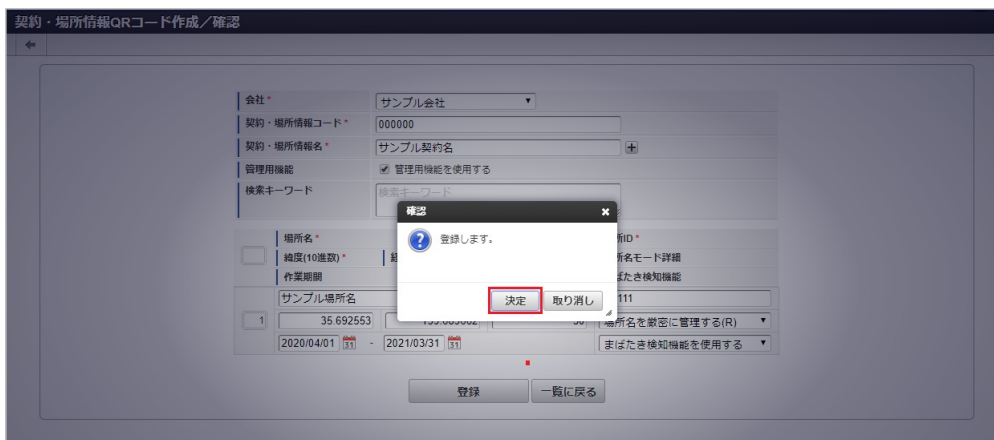 契約・場所情報QRコード作成／確認
会社*
サンプル会社
契約・場所情報コード*
000000
契約・場所情報名*
サンプル契約名
管理用機能
管理用機能を使用する
検索キーワード
検索キーワード
確認
登録します。
決定 取り消し
場所名* 所ID*
緯度(10進数)* 所名モード詳細
作業期間 ばたき検知機能
サンプル場所名 111
1 35.692553 場所名を厳密に管理する(R)
2020/04/01 31 - 2021/03/31 31 まばたき検知機能を使用する
登録 一覧に戻る